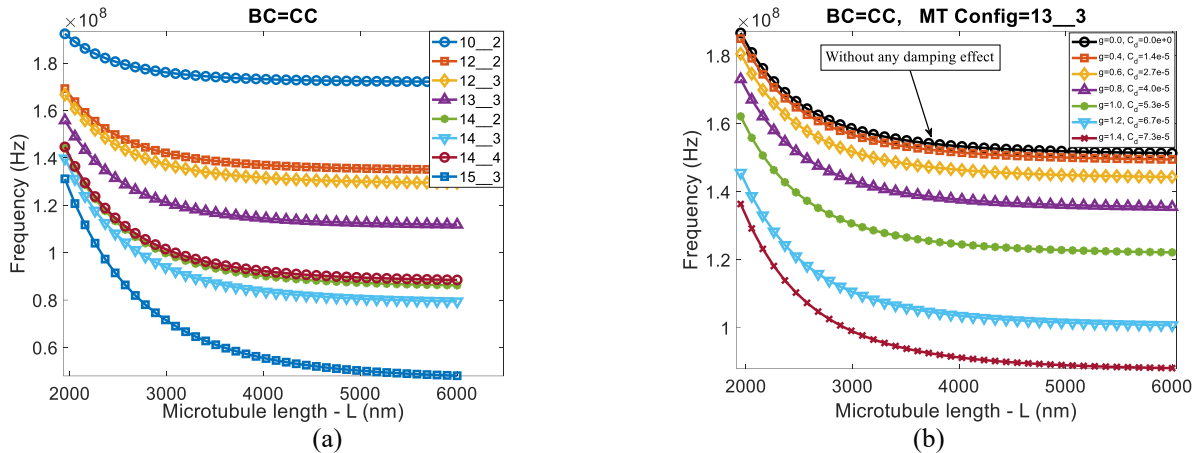 BC=CC
×10⁸
1.8
1.6
1.4
1.2
1
0.8
0.6
Frequency (Hz)
2000 3000 4000 5000 6000
Microtubule length - L (nm)
10__2
12__2
12__3
13__3
14__2
14__3
14__4
15__3
(a)
BC=CC, MT Config=13__3
×10⁸
1.8
1.6
1.4
1.2
1
Frequency (Hz)
2000 3000 4000 5000 6000
Microtubule length - L (nm)
Without any damping effect
g=0.0, C_d=0.0e+0
g=0.4, C_d=1.4e-5
g=0.6, C_d=2.7e-5
g=0.8, C_d=4.0e-5
g=1.0, C_d=5.3e-5
g=1.2, C_d=6.7e-5
g=1.4, C_d=7.3e-5
(b)